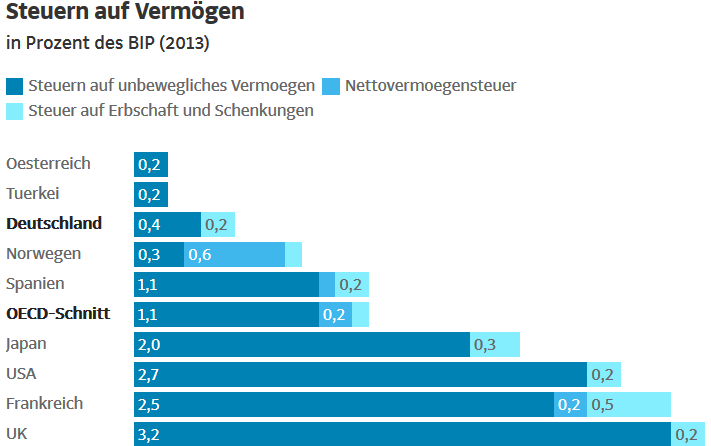 Steuern auf Vermögen
in Prozent des BIP (2013)
Steuern auf unbewegliches Vermoegen Nettovermoegensteuer
Steuer auf Erbschaft und Schenkungen
Oesterreich 0,2
Tuerkei 0,2
Deutschland 0,4 0,2
Norwegen 0,3 0,6
Spanien 1,1 0,2
OECD-Schnitt 1,1 0,2
Japan 2,0 0,3
USA 2,7 0,2
Frankreich 2,5 0,2 0,5
UK 3,2 0,2